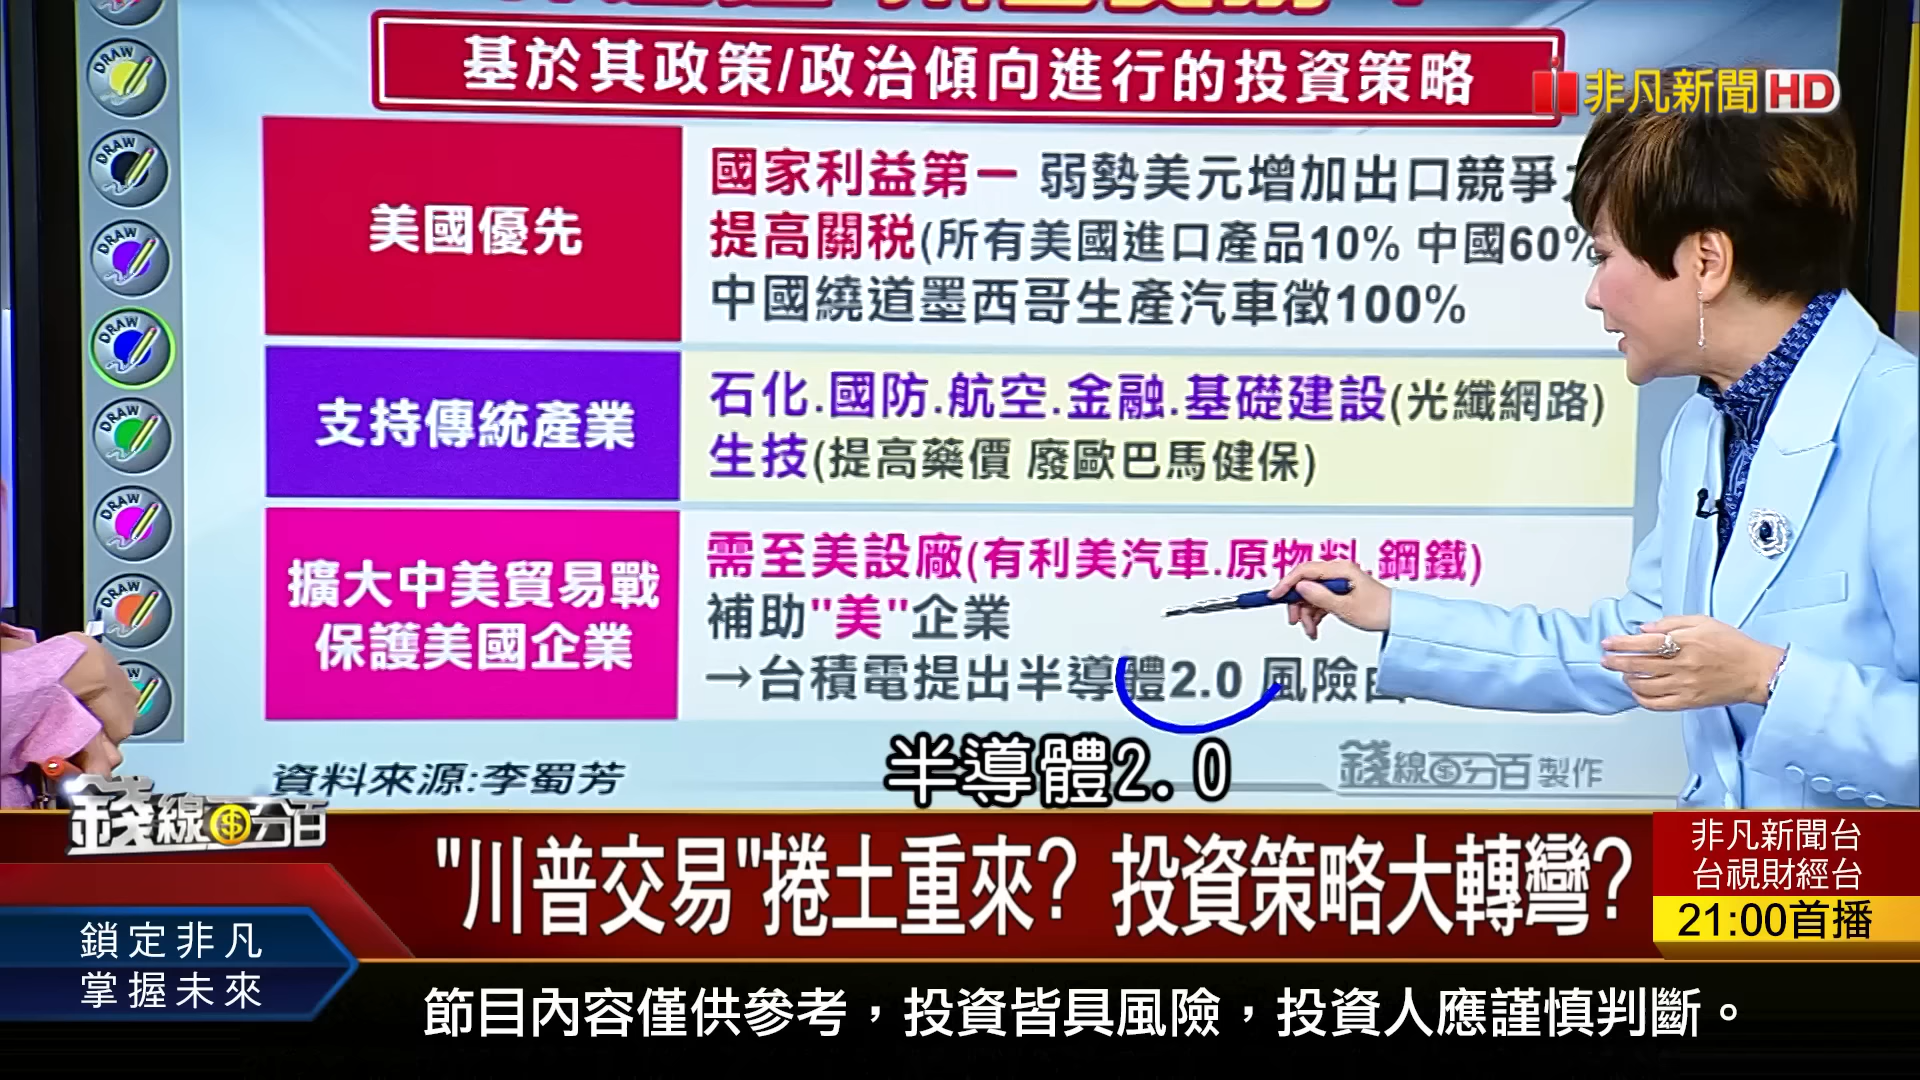 基於其政策/政治傾向進行的投資策略
非凡新聞HD
美國優先
國家利益第一 弱勢美元增加出口競爭
提高關税(所有美國進口產品10% 中國60%
中國繞道墨西哥生產汽車徵100%
支持傳統產業
石化.國防.航空.金融.基礎建設(光纖網路)
生技(提高藥價 廢歐巴馬健保)
擴大中美貿易戰
保護美國企業
需至美設廠(有利美汽車.原物料.鋼鐵)
補助"美"企業
→台積電提出半導體2.0 風險
DRAW
DRAW
DRAW
DRAW
DRAW
DRAW
DRAW
資料來源:李蜀芳
半導體2.0
錢線百分百製作
錢線百分百
"川普交易"捲土重來? 投資策略大轉彎?
非凡新聞台
台視財經台
21:00首播
鎖定非凡
掌握未來
節目內容僅供參考，投資皆具風險，投資人應謹慎判斷。